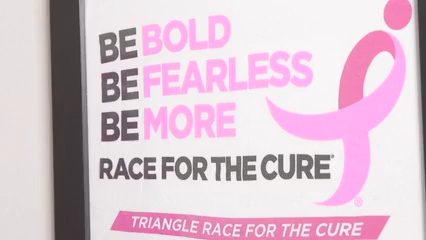 BE BOLD
BE FEARLESS
BE MORE
RACE FOR THE CURE®
®
TRIANGLE RACE FOR THE CURE